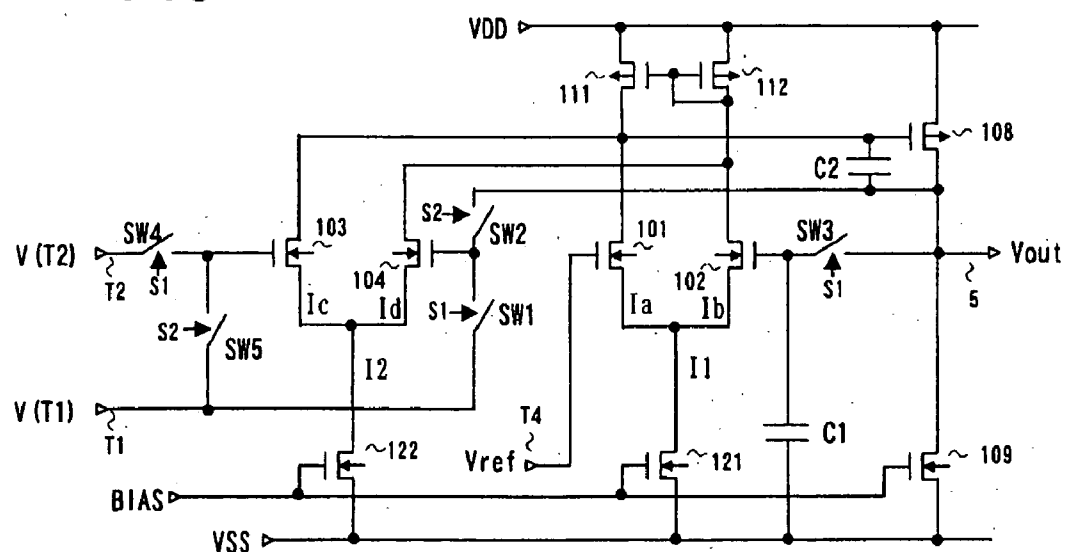 VDD
111
112
108
C2
S2
SW2
SW4
103
101
SW3
V (T2)
Vout
T2
S1
104
102
S1
5
Ic
Id
S1
SW1
Ia
Ib
S2
SW5
I2
I1
V (T1)
T1
T4
C1
122
Vref
121
109
BIAS
VSS